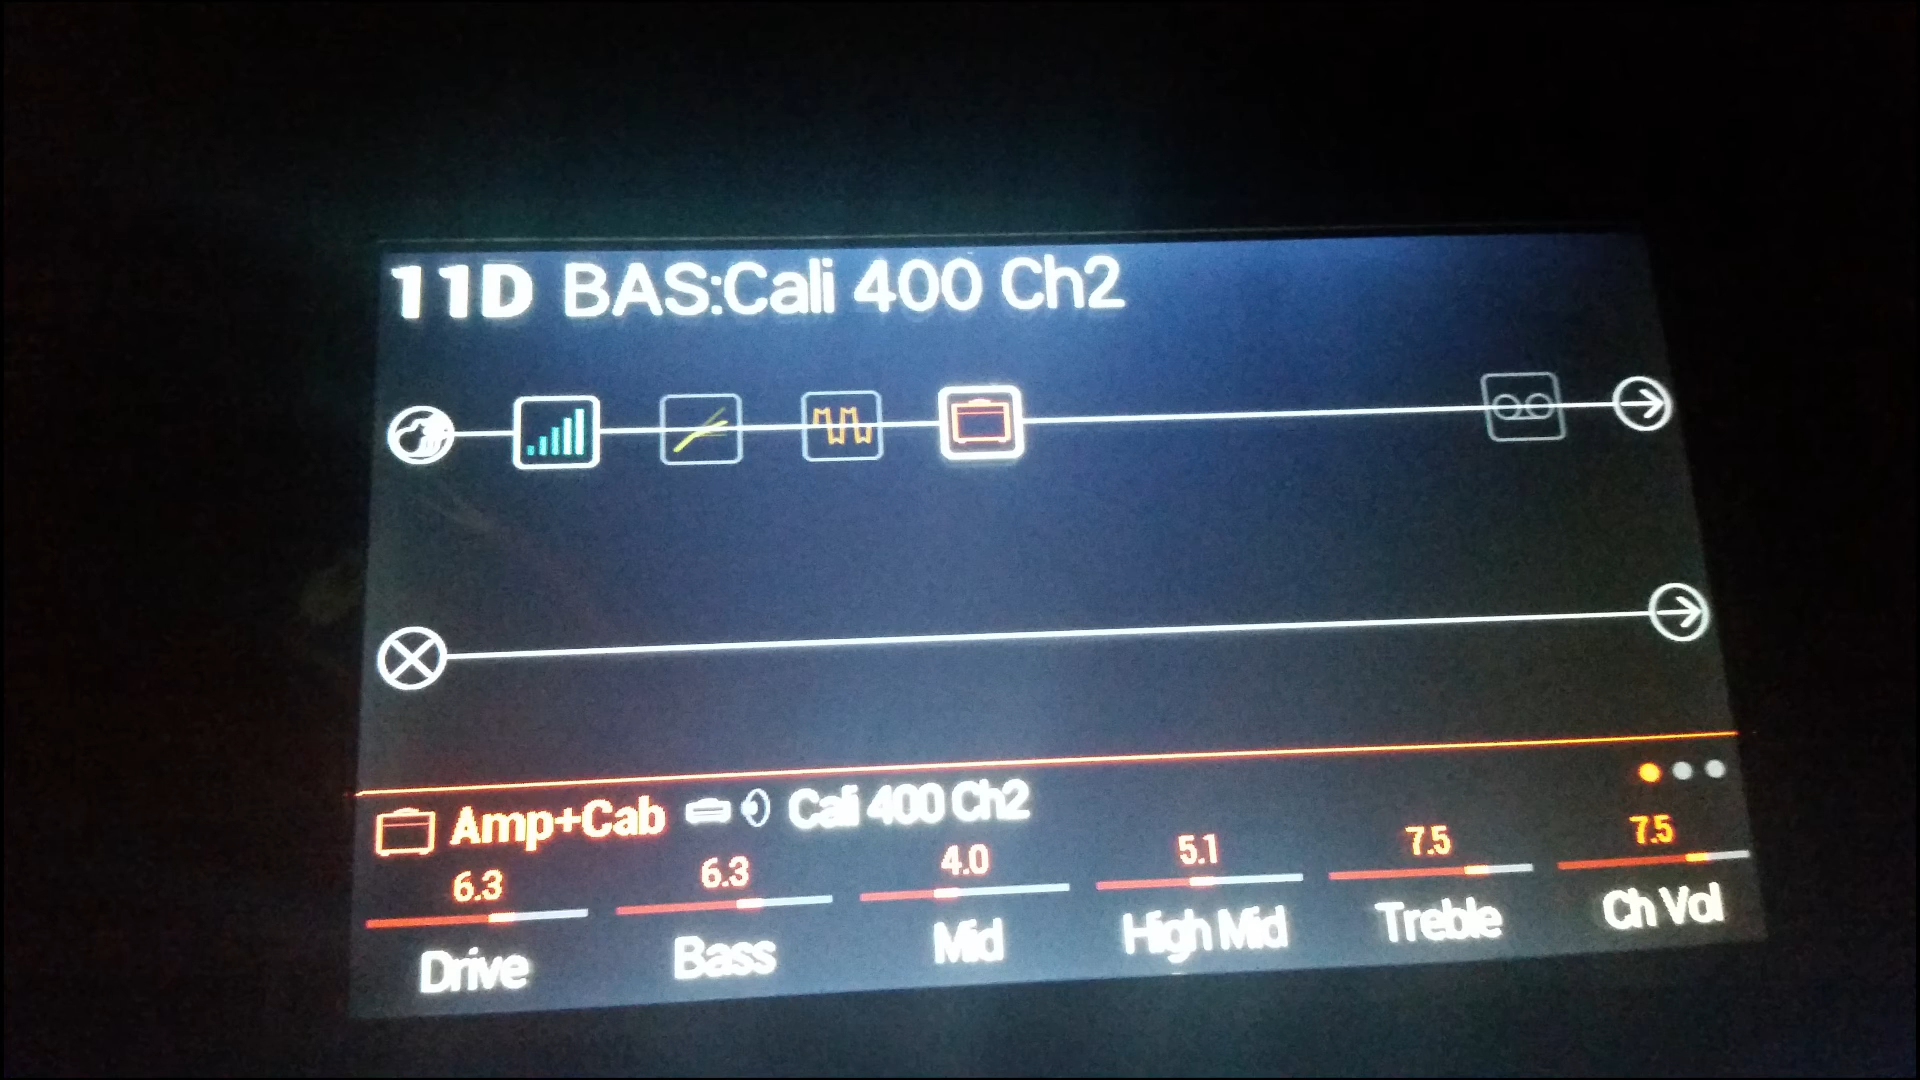 11D BAS:Cali 400 Ch2
Amp+Cab Cali 400 Ch2
6.3 6.3 4.0 5.1 7.5 7.5
Drive Bass Mid High Mid Treble Ch Vol